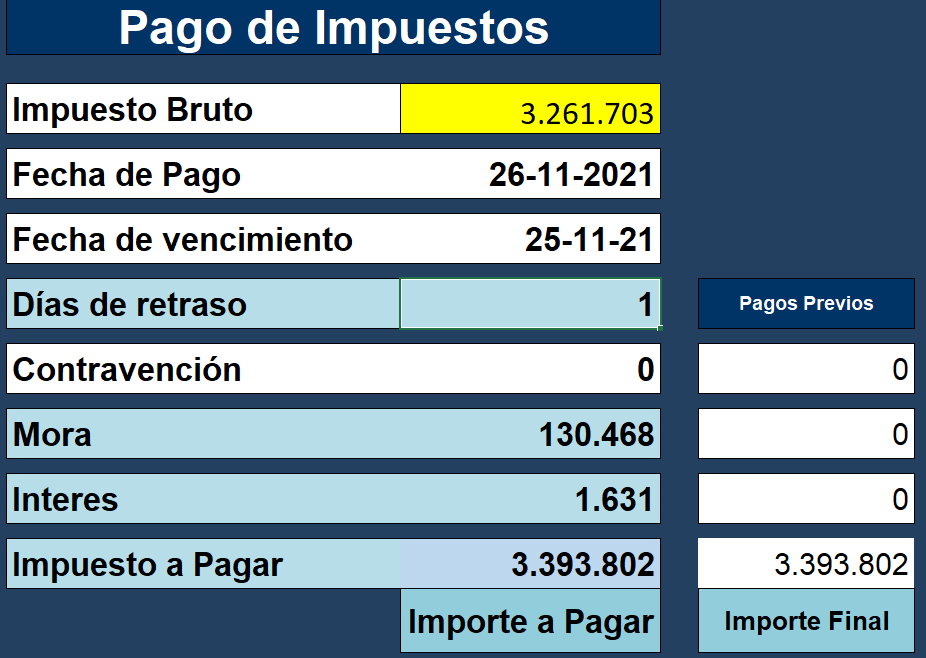 Pago de Impuestos
Impuesto Bruto 3.261.703
Fecha de Pago 26-11-2021
Fecha de vencimiento 25-11-21
Días de retraso 1 Pagos Previos
Contravención 0 0
Mora 130.468 0
Interes 1.631 0
Impuesto a Pagar 3.393.802 3.393.802
Importe a Pagar Importe Final